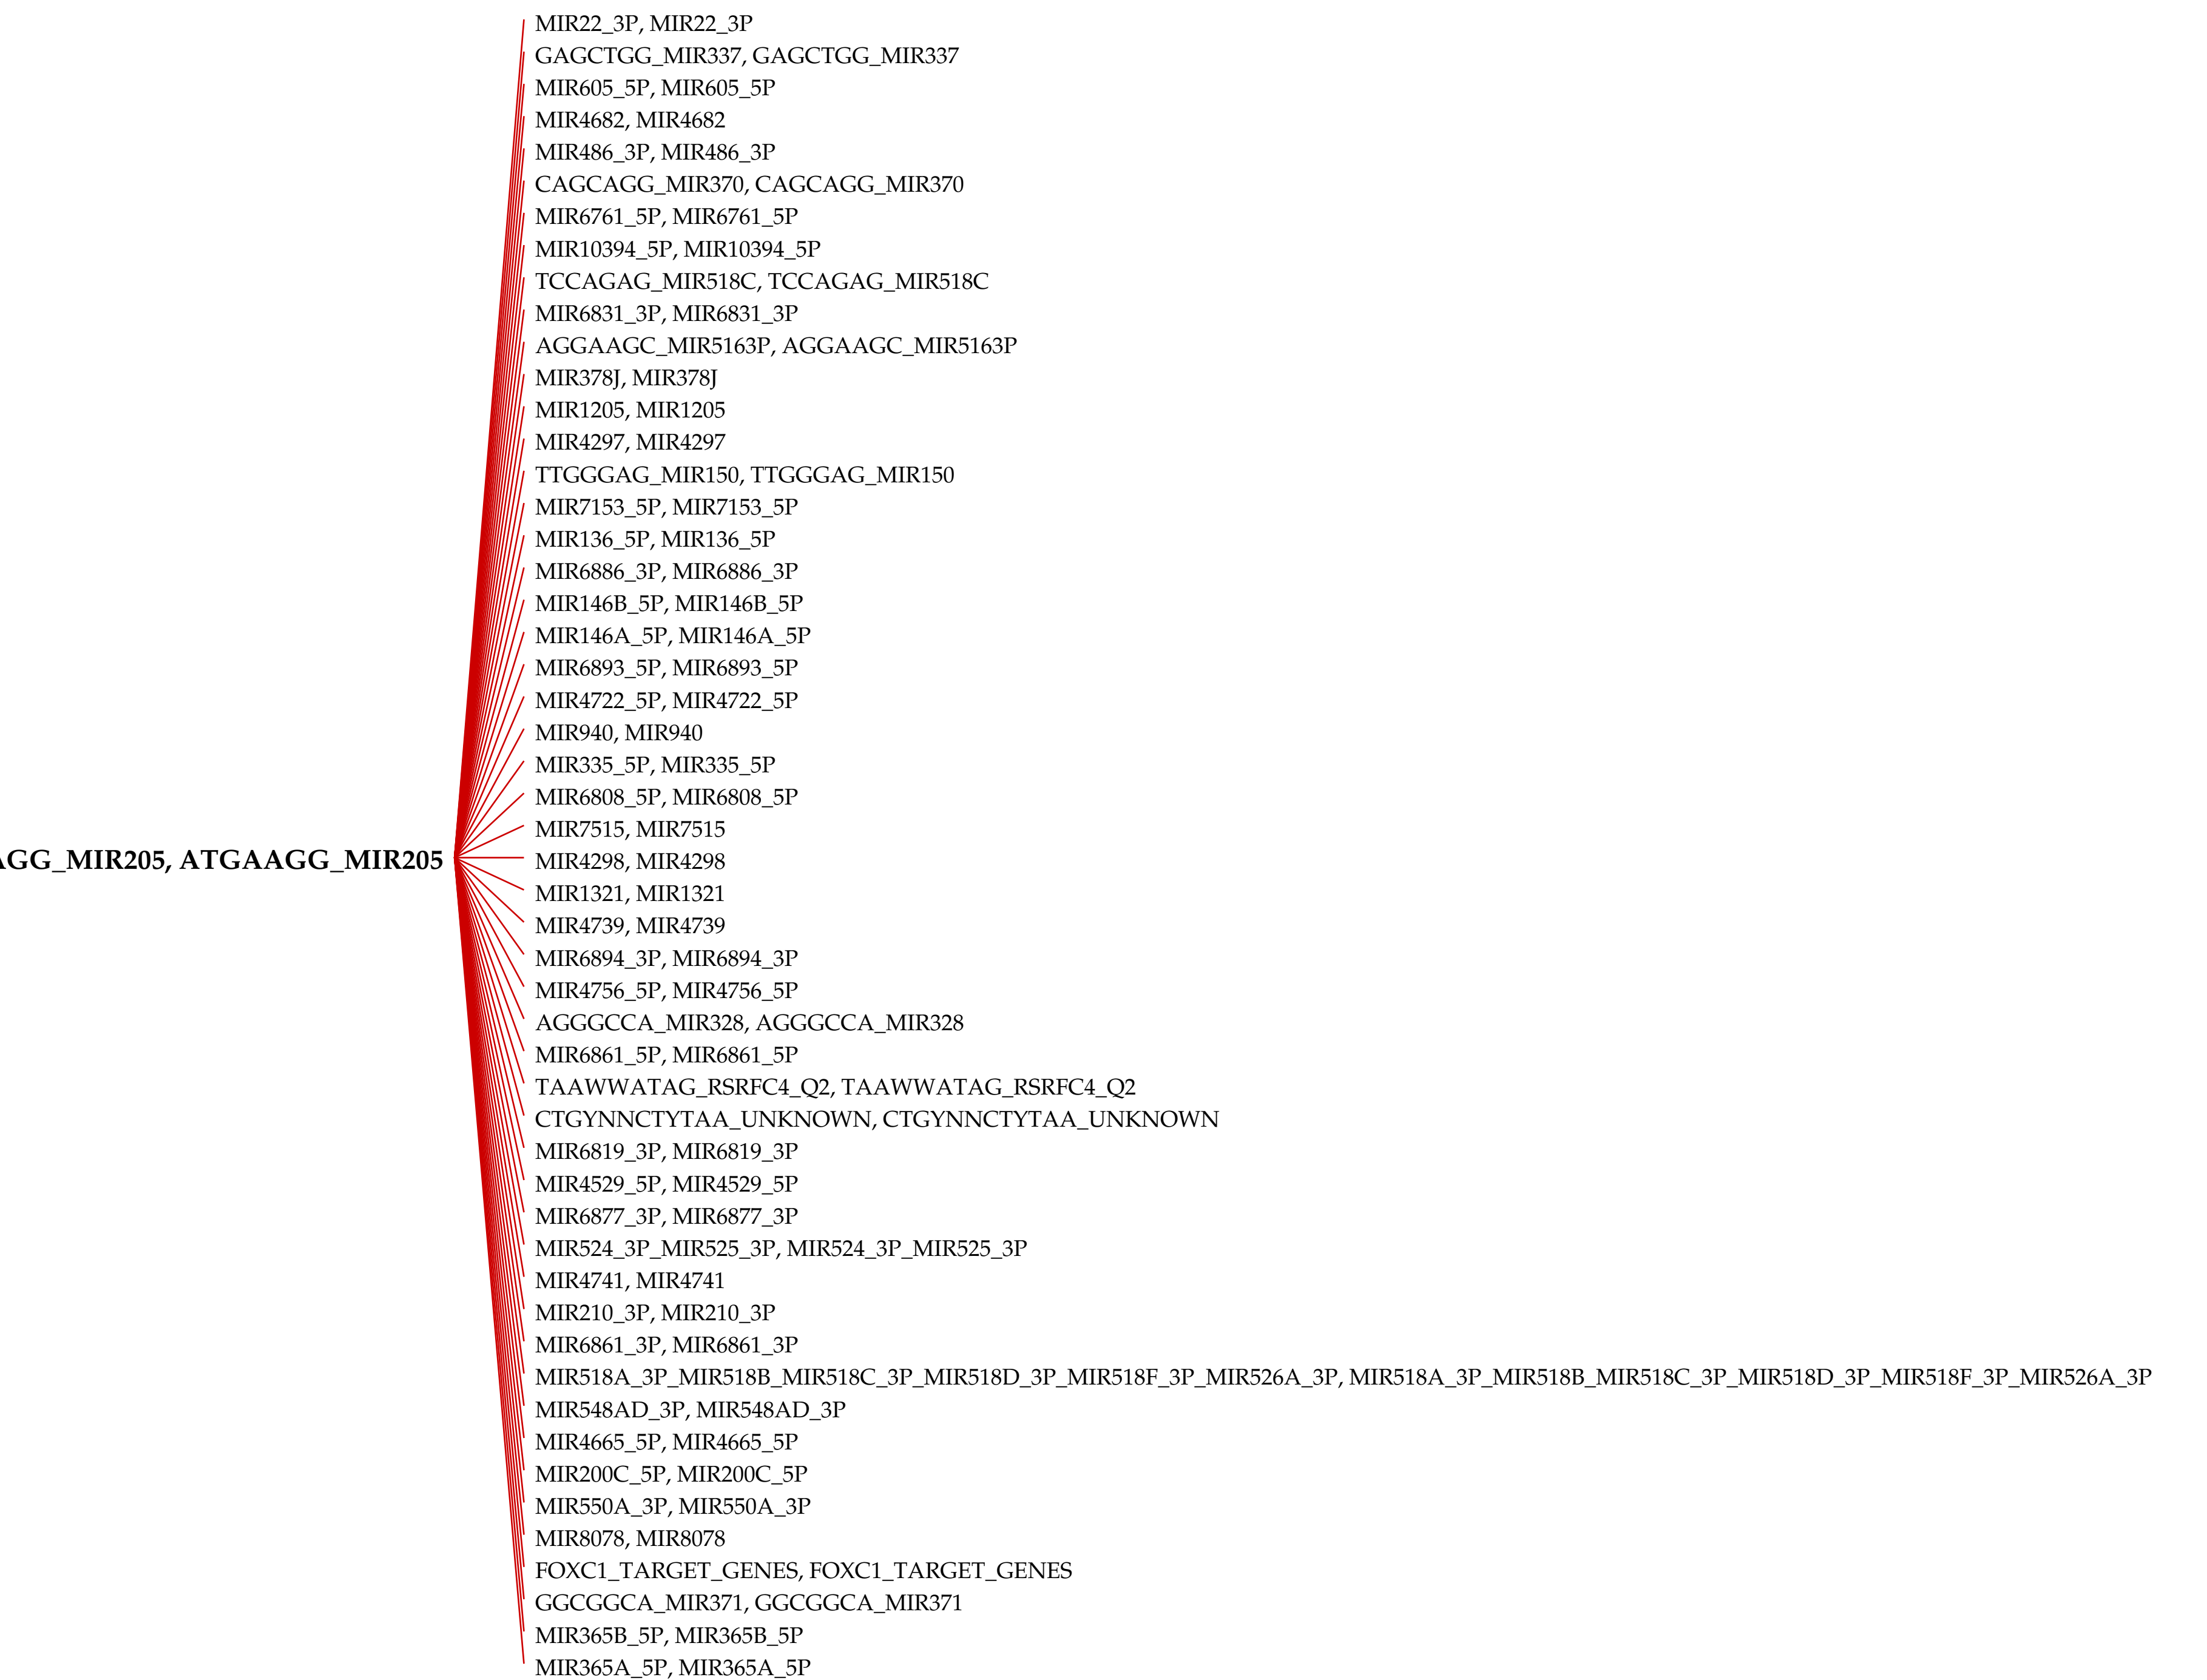 MIR22_3P, MIR22_3P
GAGCTGG_MIR337, GAGCTGG_MIR337
MIR605_5P, MIR605_5P
MIR4682, MIR4682
MIR486_3P, MIR486_3P
CAGCAGG_MIR370, CAGCAGG_MIR370
MIR6761_5P, MIR6761_5P
MIR10394_5P, MIR10394_5P
TCCAGAG_MIR518C, TCCAGAG_MIR518C
MIR6831_3P, MIR6831_3P
AGGAAGC_MIR5163P, AGGAAGC_MIR5163P
MIR378J, MIR378J
MIR1205, MIR1205
MIR4297, MIR4297
TTGGGAG_MIR150, TTGGGAG_MIR150
MIR7153_5P, MIR7153_5P
MIR136_5P, MIR136_5P
MIR6886_3P, MIR6886_3P
MIR146B_5P, MIR146B_5P
MIR146A_5P, MIR146A_5P
MIR6893_5P, MIR6893_5P
MIR4722_5P, MIR4722_5P
MIR940, MIR940
MIR335_5P, MIR335_5P
MIR6808_5P, MIR6808_5P
MIR7515, MIR7515
AGG_MIR205, ATGAAGG_MIR205
MIR4298, MIR4298
MIR1321, MIR1321
MIR4739, MIR4739
MIR6894_3P, MIR6894_3P
MIR4756_5P, MIR4756_5P
AGGGCCA_MIR328, AGGGCCA_MIR328
MIR6861_5P, MIR6861_5P
TAAWWATAG_RSRFC4_Q2, TAAWWATAG_RSRFC4_Q2
CTGYNNCTYTAA_UNKNOWN, CTGYNNCTYTAA_UNKNOWN
MIR6819_3P, MIR6819_3P
MIR4529_5P, MIR4529_5P
MIR6877_3P, MIR6877_3P
MIR524_3P_MIR525_3P, MIR524_3P_MIR525_3P
MIR4741, MIR4741
MIR210_3P, MIR210_3P
MIR6861_3P, MIR6861_3P
MIR518A_3P_MIR518B_MIR518C_3P_MIR518D_3P_MIR518F_3P_MIR526A_3P, MIR518A_3P_MIR518B_MIR518C_3P_MIR518D_3P_MIR518F_3P_MIR526A_3P
MIR548AD_3P, MIR548AD_3P
MIR4665_5P, MIR4665_5P
MIR200C_5P, MIR200C_5P
MIR550A_3P, MIR550A_3P
MIR8078, MIR8078
FOXC1_TARGET_GENES, FOXC1_TARGET_GENES
GGCGGCA_MIR371, GGCGGCA_MIR371
MIR365B_5P, MIR365B_5P
MIR365A_5P, MIR365A_5P